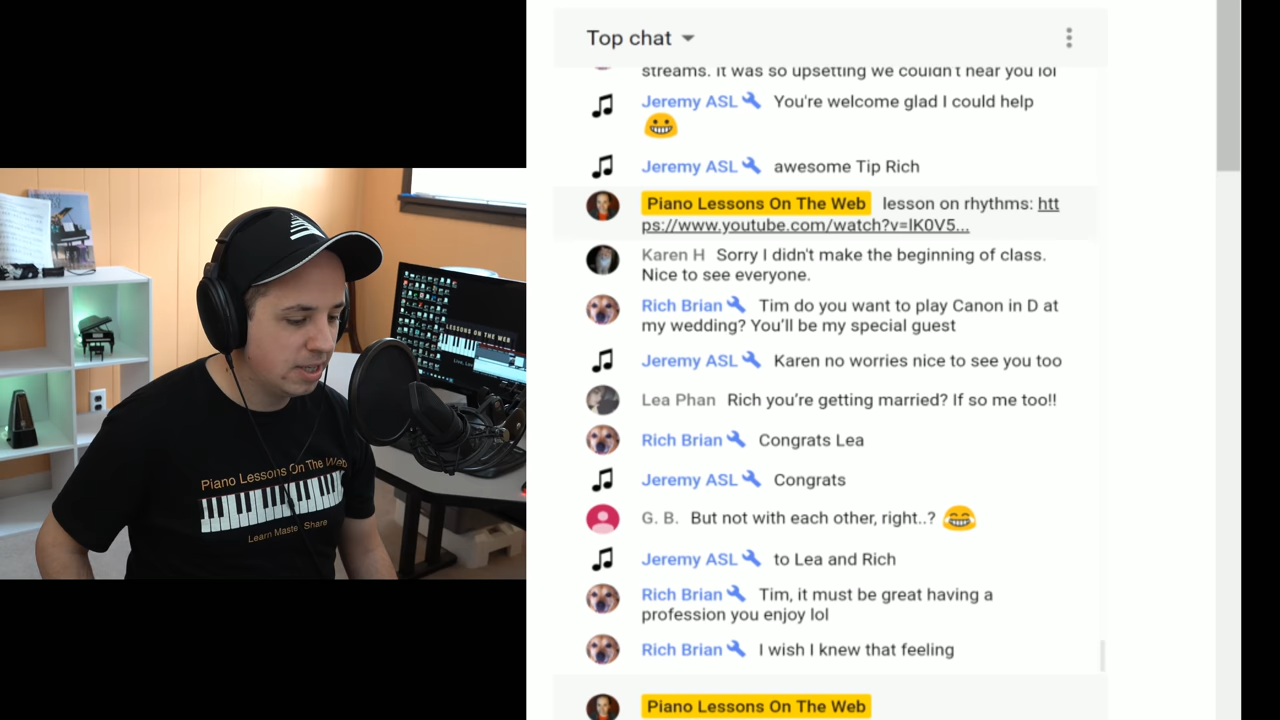 Top chat
streams. It was so upsetting we couldn't hear you lol
Jeremy ASL You're welcome glad I could help
Jeremy ASL awesome Tip Rich
Piano Lessons On The Web lesson on rhythms: htt
ps://www.youtube.com/watch?v=lK0V5...
Karen H Sorry I didn't make the beginning of class.
Nice to see everyone.
Rich Brian Tim do you want to play Canon in D at
my wedding? You'll be my special guest
Jeremy ASL Karen no worries nice to see you too
Lea Phan Rich you're getting married? If so me too!!
Rich Brian Congrats Lea
Jeremy ASL Congrats
G. B. But not with each other, right..?
Jeremy ASL to Lea and Rich
Rich Brian Tim, it must be great having a
profession you enjoy lol
Rich Brian I wish I knew that feeling
Piano Lessons On The Web
LESSONS ON THE WEB
Piano Lessons On The Web
Learn Maste Share